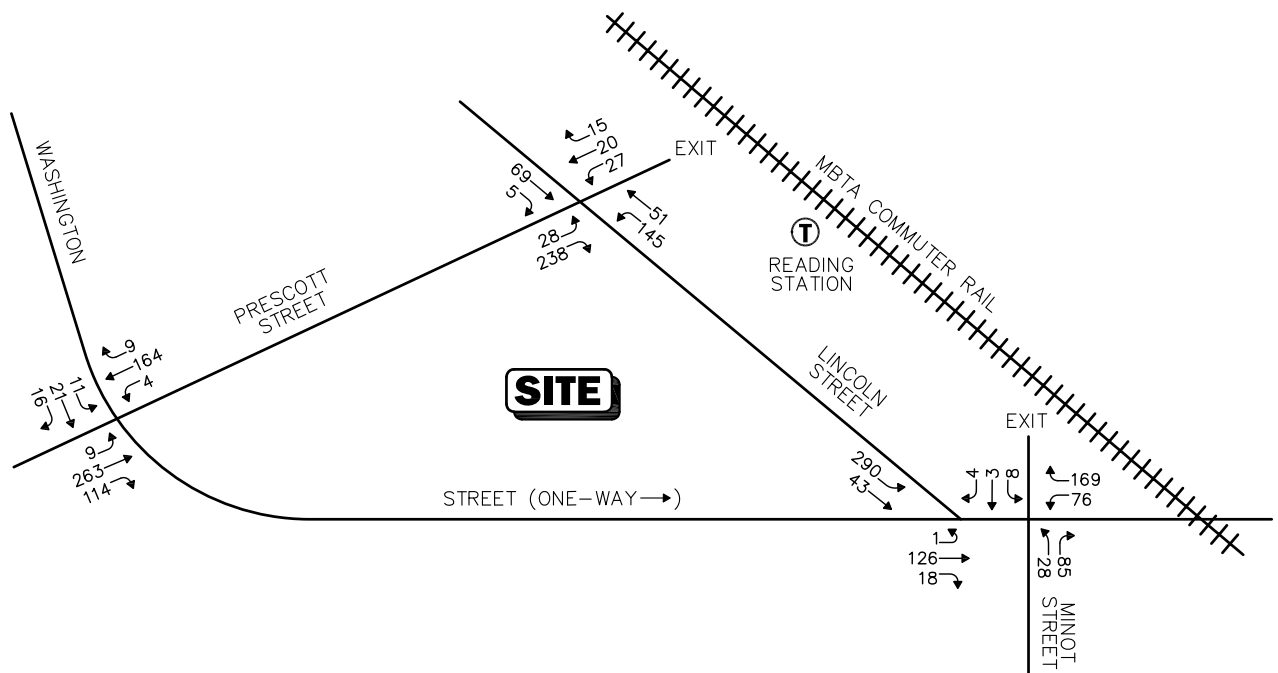 15
20
27
EXIT
69
5
51
145
28
238
MBTA COMMUTER RAIL
T
READING
STATION
WASHINGTON
PRESCOTT
STREET
9
164
4
11
21
16
9
263
114
SITE
LINCOLN
STREET
EXIT
290
43
4
3
8
169
76
STREET (ONE-WAY→)
1
126
18
28
85
MINOT
STREET